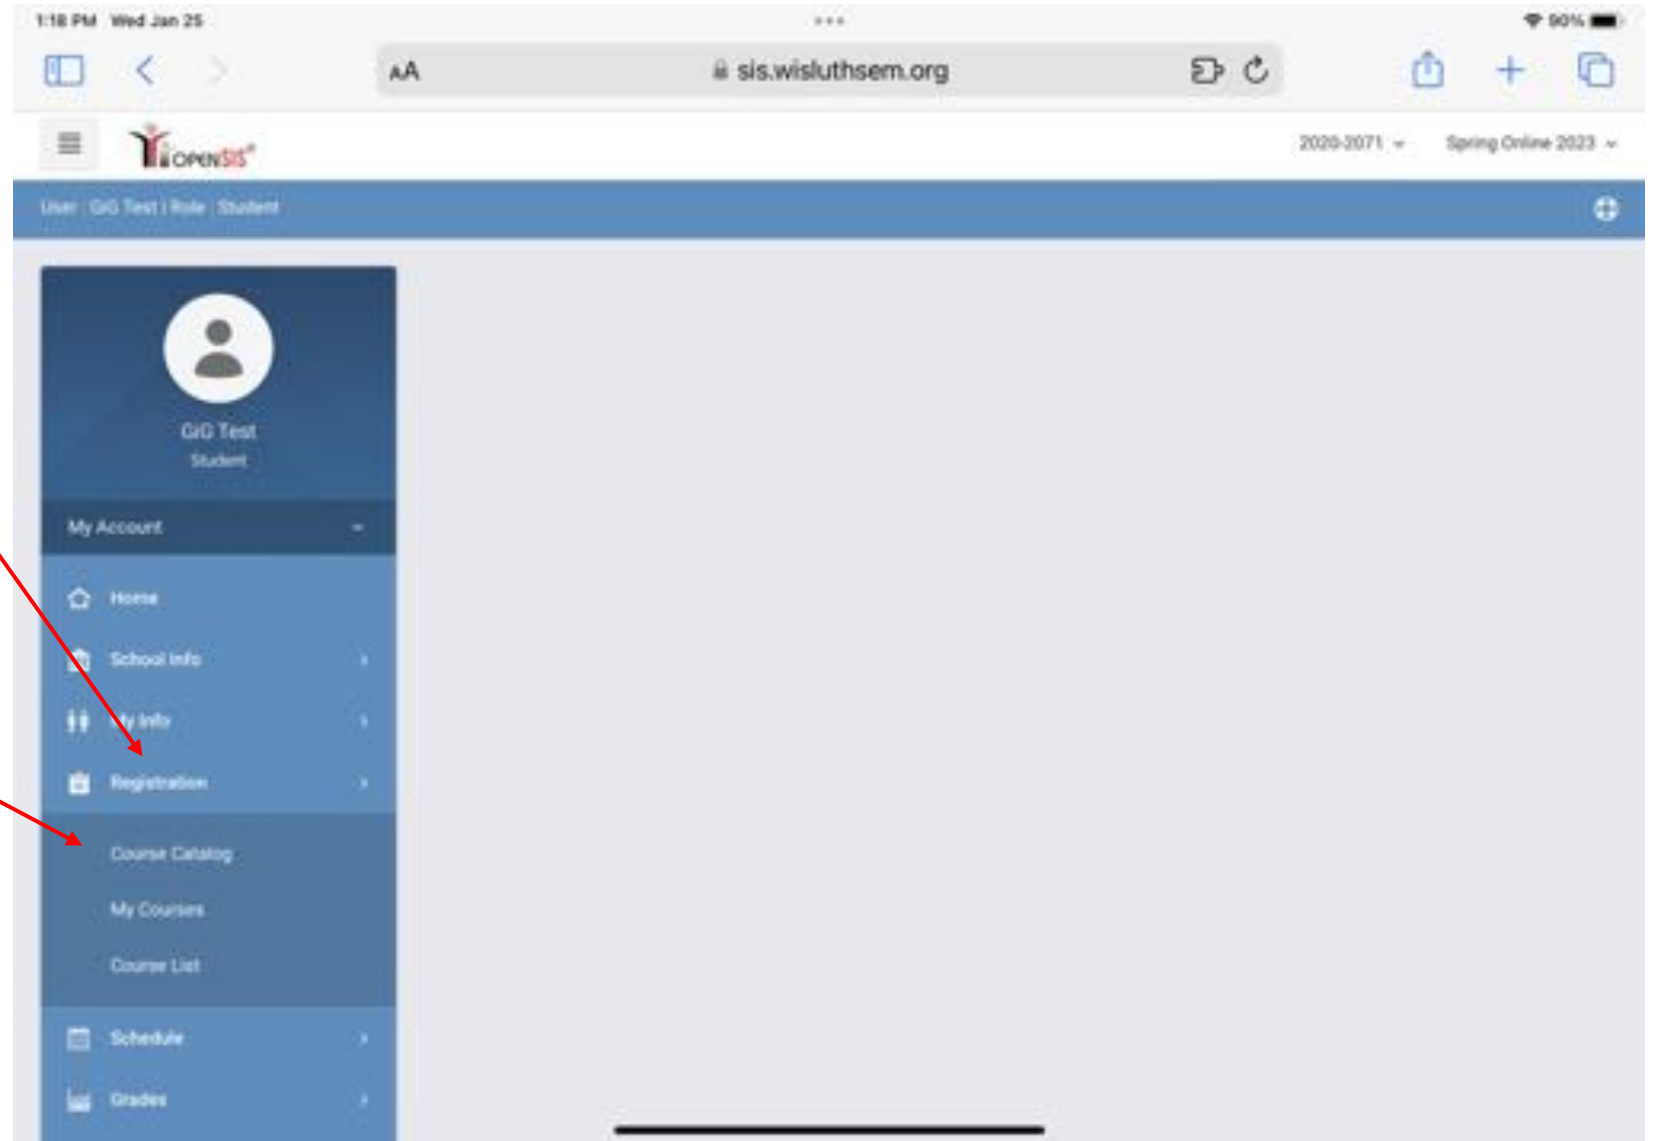 1:18 PM Wed Jan 25
90%
AA
sis.wisluthsem.org
OPENSIS®
2020-2071
Spring Online 2023
User : GiG Test | Role : Student
GiG Test
Student
My Account
Home
School Info
My Info
Registration
Course Catalog
My Courses
Course List
Schedule
Grades